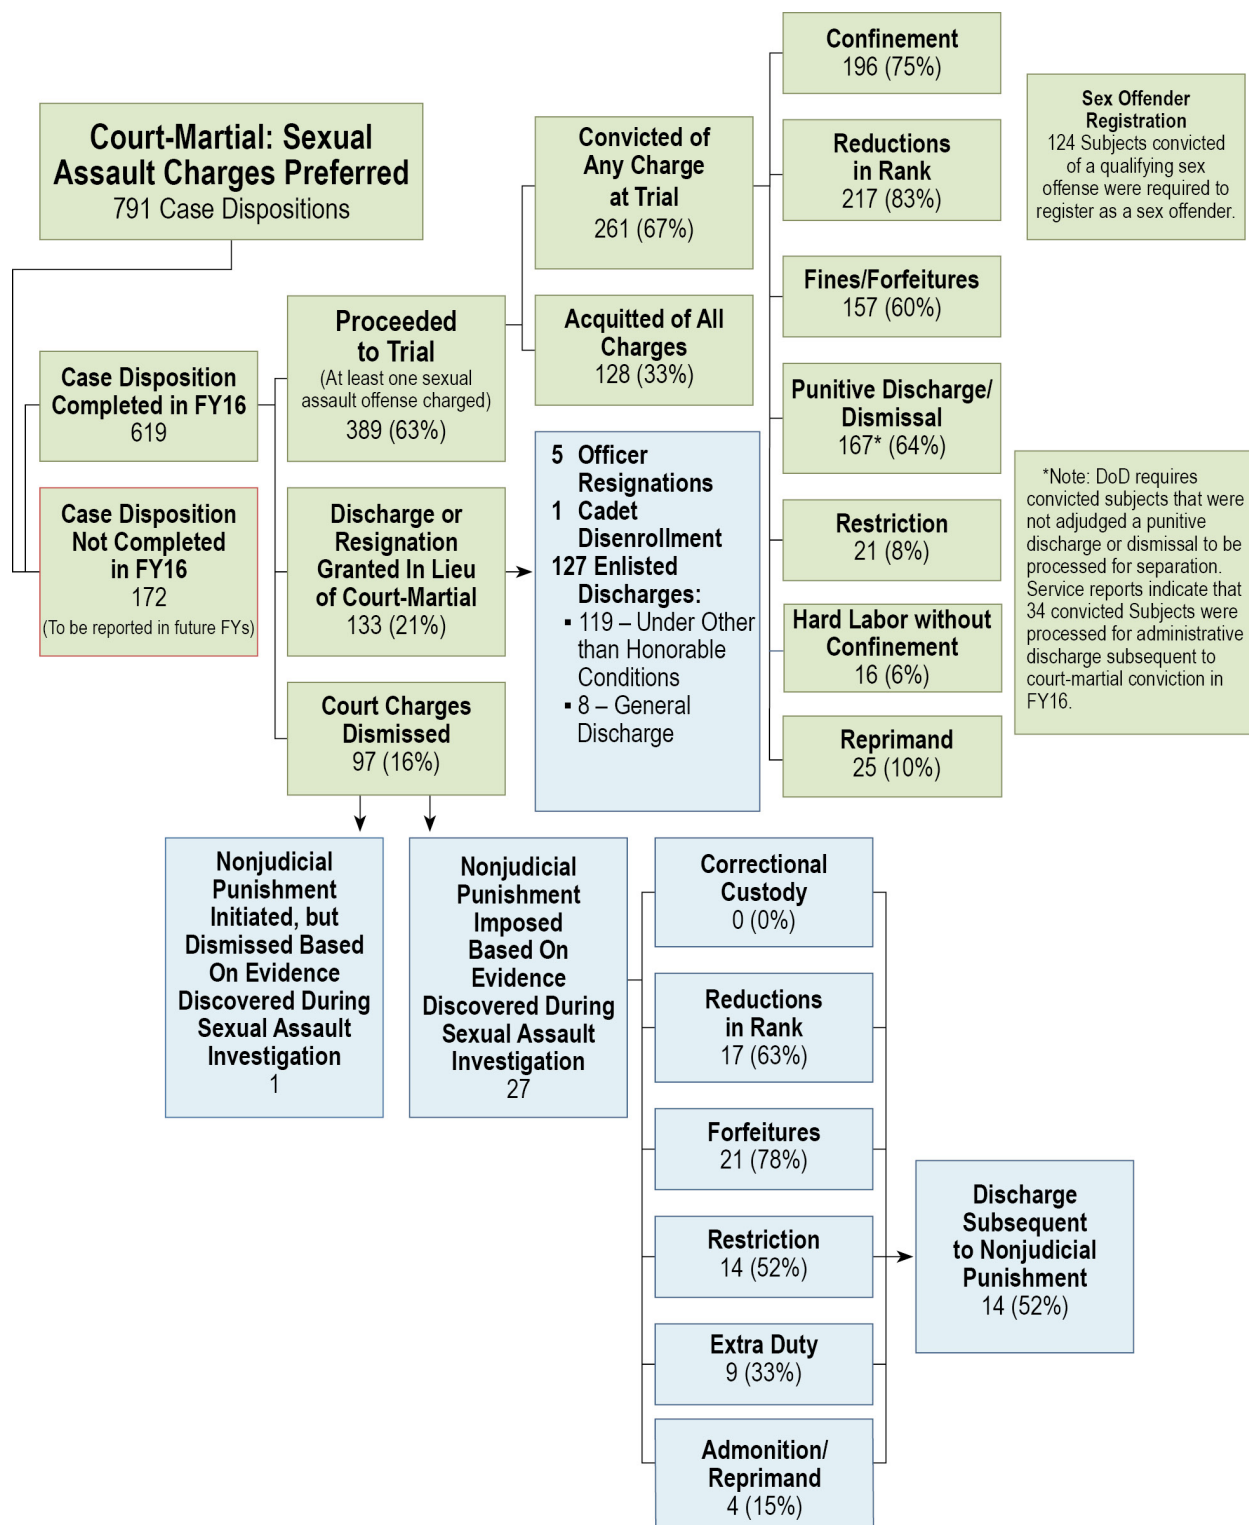 Court-Martial: Sexual
Assault Charges Preferred
791 Case Dispositions
Case Disposition
Completed in FY16
619
Case Disposition
Not Completed
in FY16
172
(To be reported in future FYs)
Proceeded
to Trial
(At least one sexual
assault offense charged)
389 (63%)
Discharge or
Resignation
Granted In Lieu
of Court-Martial
133 (21%)
Court Charges
Dismissed
97 (16%)
Convicted of
Any Charge
at Trial
261 (67%)
Acquitted of All
Charges
128 (33%)
5 Officer
Resignations
1 Cadet
Disenrollment
127 Enlisted
Discharges:
▪ 119 – Under Other
than Honorable
Conditions
▪ 8 – General
Discharge
Confinement
196 (75%)
Reductions
in Rank
217 (83%)
Fines/Forfeitures
157 (60%)
Punitive Discharge/
Dismissal
167* (64%)
Restriction
21 (8%)
Hard Labor without
Confinement
16 (6%)
Reprimand
25 (10%)
Sex Offender
Registration
124 Subjects convicted
of a qualifying sex
offense were required to
register as a sex offender.
*Note: DoD requires
convicted subjects that were
not adjudged a punitive
discharge or dismissal to be
processed for separation.
Service reports indicate that
34 convicted Subjects were
processed for administrative
discharge subsequent to
court-martial conviction in
FY16.
Nonjudicial
Punishment
Initiated, but
Dismissed Based
On Evidence
Discovered During
Sexual Assault
Investigation
1
Nonjudicial
Punishment
Imposed
Based On
Evidence
Discovered During
Sexual Assault
Investigation
27
Correctional
Custody
0 (0%)
Reductions
in Rank
17 (63%)
Forfeitures
21 (78%)
Restriction
14 (52%)
Extra Duty
9 (33%)
Admonition/
Reprimand
4 (15%)
Discharge
Subsequent
to Nonjudicial
Punishment
14 (52%)